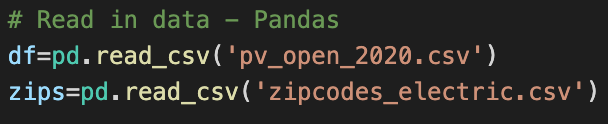 # Read in data - Pandas
df=pd.read_csv('pv_open_2020.csv')
zips=pd.read_csv('zipcodes_electric.csv')